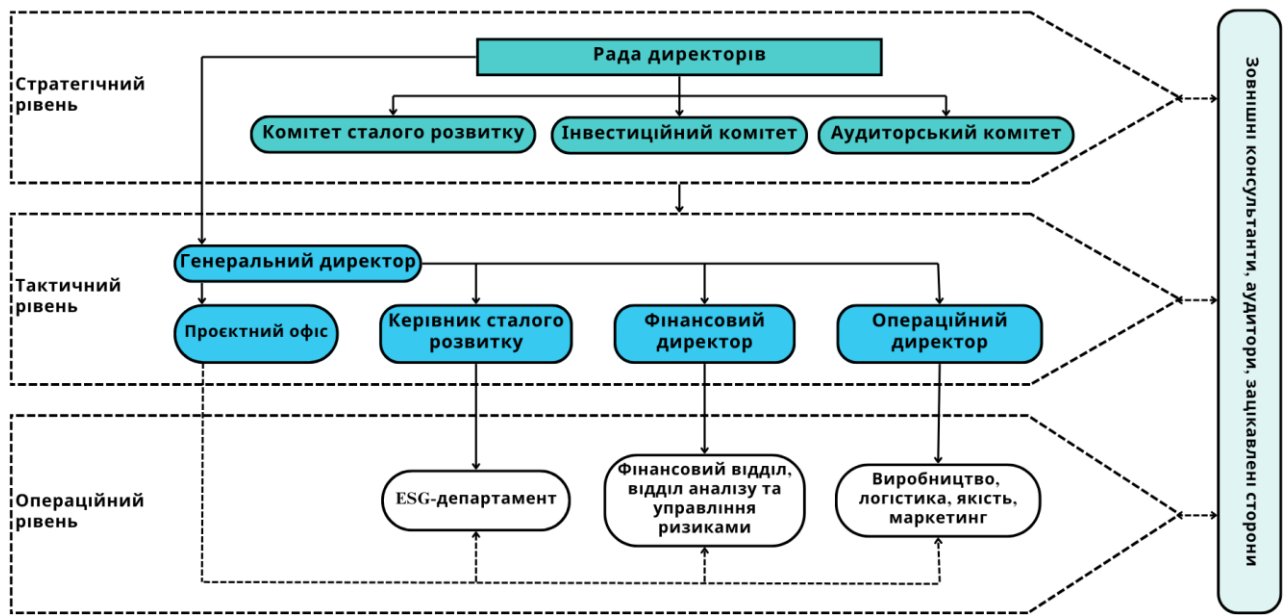 Рада директорів
Стратегічний
рівень
Комітет сталого розвитку
Інвестиційний комітет
Аудиторський комітет
Генеральний директор
Тактичний
рівень
Проєктний офіс
Керівник сталого
розвитку
Фінансовий
директор
Операційний
директор
Операційний
рівень
ESG-департамент
Фінансовий відділ,
відділ аналізу та
управління
ризиками
Виробництво,
логістика, якість,
маркетинг
Зовнішні консультанти, аудитори, зацікавлені сторони